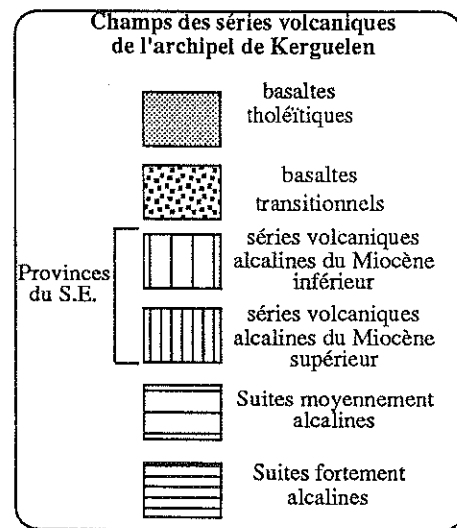 Champs des séries volcaniques
de l'archipel de Kerguelen
basaltes
tholéïtiques
basaltes
transitionnels
Provinces
du S.E.
séries volcaniques
alcalines du Miocène
inférieur
séries volcaniques
alcalines du Miocène
supérieur
Suites moyennement
alcalines
Suites fortement
alcalines